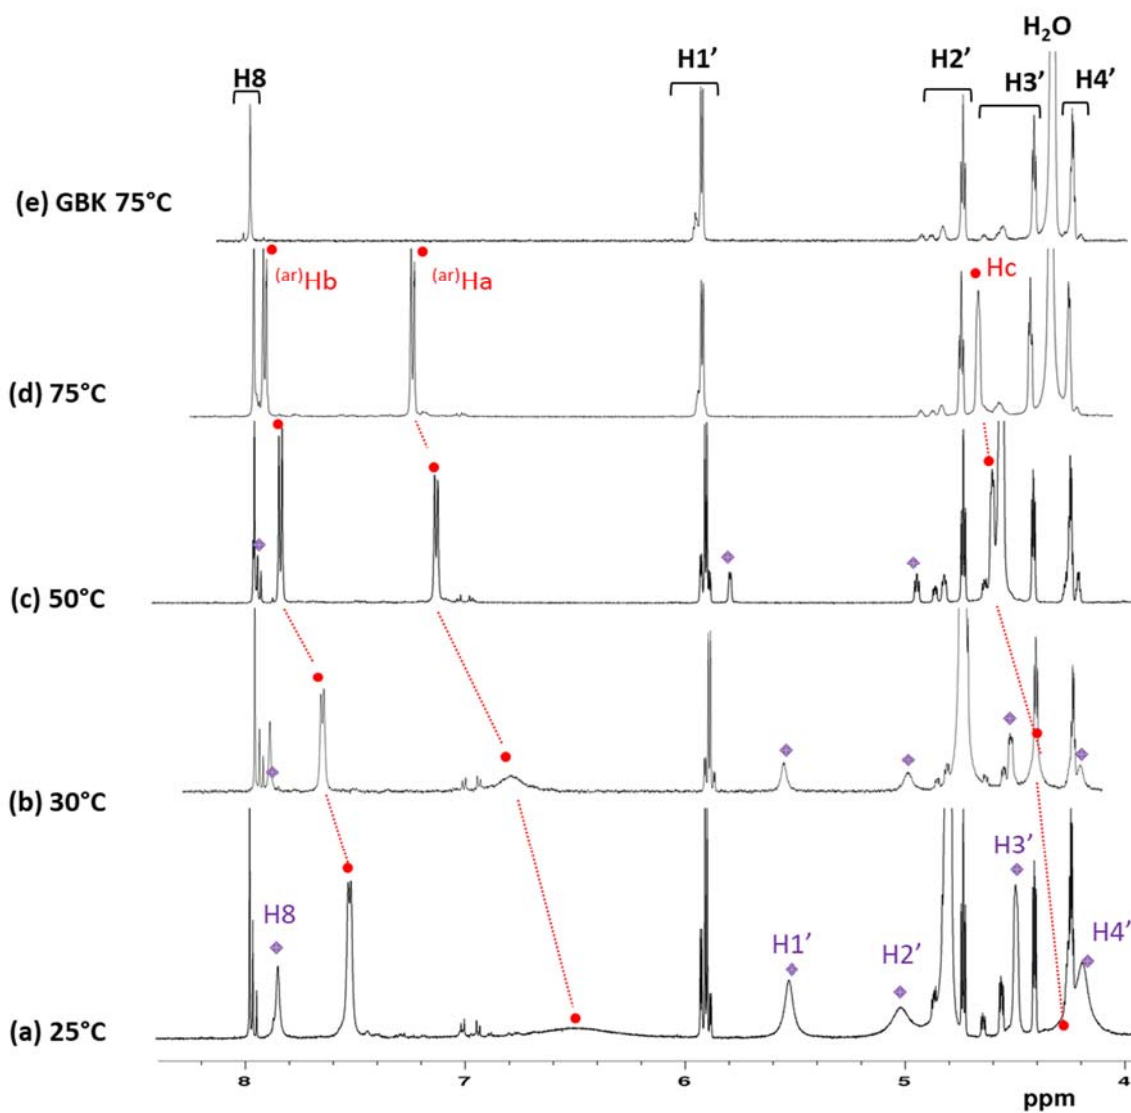 H₂O
H8
H1’
H2’
H3’
H4’
(e) GBK 75°C
(ar)Hb
(ar)Ha
Hc
(d) 75°C
(c) 50°C
(b) 30°C
H8
H1’
H2’
H3’
H4’
(a) 25°C
8
7
6
5
4
ppm